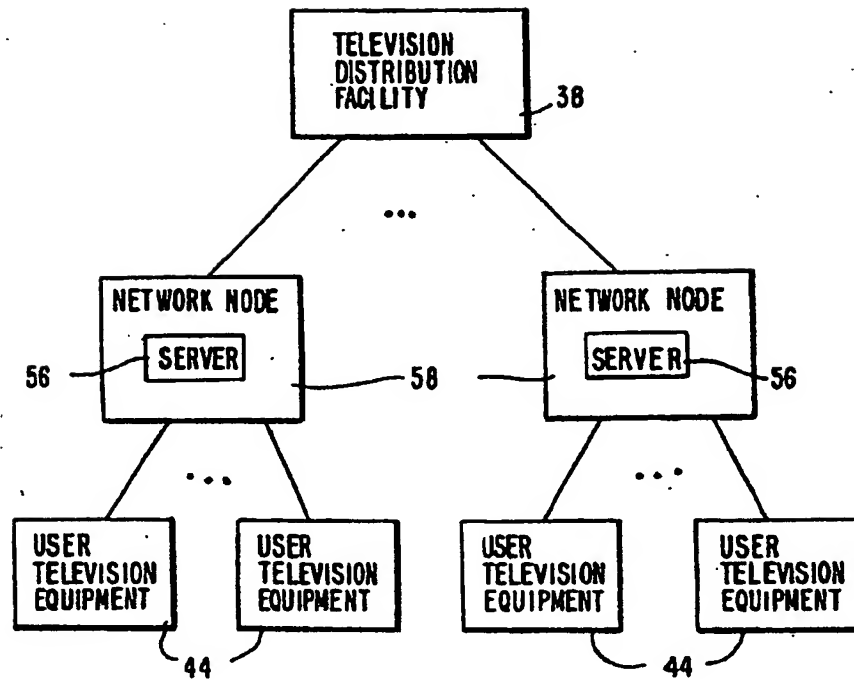 TELEVISION
DISTRIBUTION
FACILITY
38
...
NETWORK NODE
SERVER
56
58
NETWORK NODE
SERVER
56
...
...
USER
TELEVISION
EQUIPMENT
USER
TELEVISION
EQUIPMENT
USER
TELEVISION
EQUIPMENT
USER
TELEVISION
EQUIPMENT
44
44